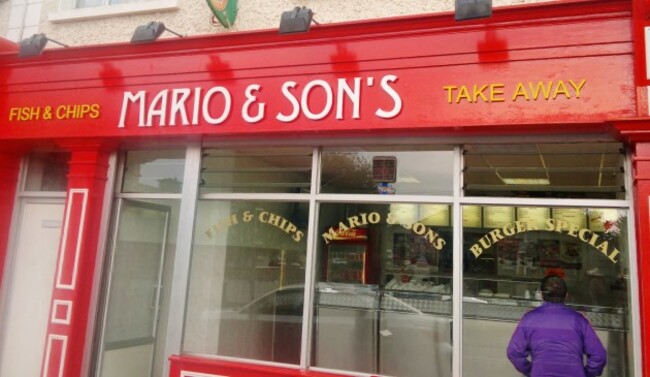 FISH & CHIPS
MARIO & SON'S
TAKE AWAY
FISH & CHIPS
MARIO & SONS
BURGER SPECIAL